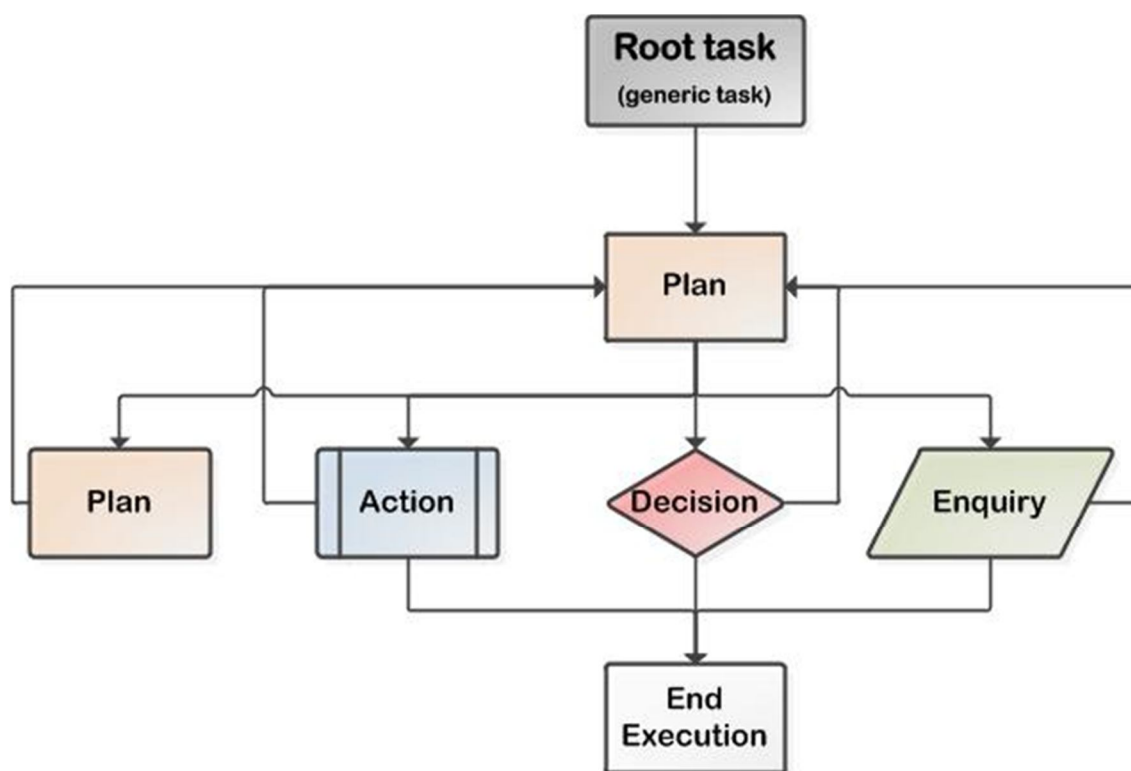 Root task
(generic task)
Plan
Plan
Action
Decision
Enquiry
End
Execution